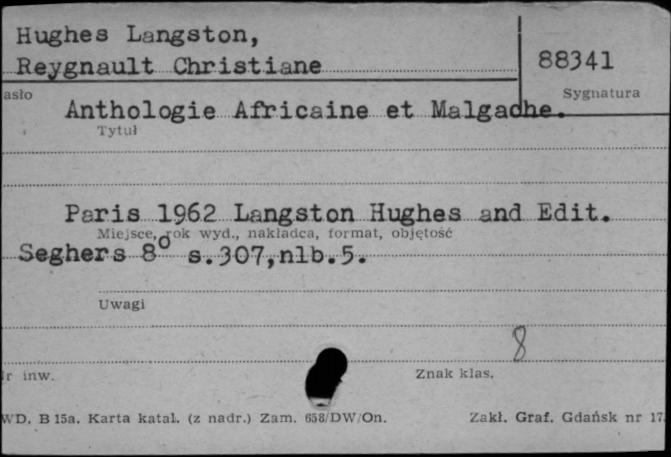 Hughes Langston,
Reygnault Christiane
88341
asło
Sygnatura
Anthologie Africaine et Malgache.
Tytuł
Paris 1962 Langston Hughes and Edit.
Miejsce, rok wyd., nakładca, format, objętość
Seghers 8° s.307,nlb.5.
Uwagi
8
r inw.
Znak klas.
WD. B 15a. Karta katal. (z nadr.) Zam. 658/DW/On.
Zakł. Graf. Gdańsk nr 17